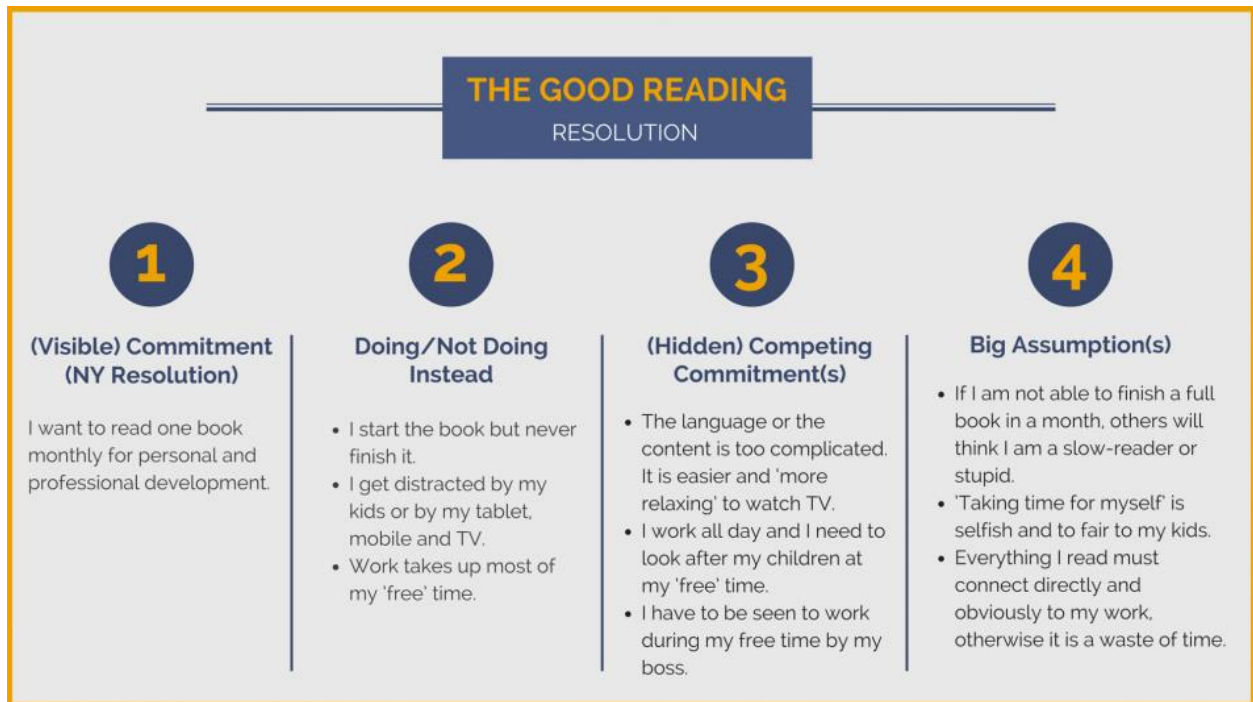 THE GOOD READING
RESOLUTION
1
(Visible) Commitment
(NY Resolution)
I want to read one book
monthly for personal and
professional development.
2
Doing/Not Doing
Instead
• I start the book but never
finish it.
• I get distracted by my
kids or by my tablet,
mobile and TV.
• Work takes up most of
my 'free' time.
3
(Hidden) Competing
Commitment(s)
• The language or the
content is too complicated.
It is easier and 'more
relaxing' to watch TV.
• I work all day and I need to
look after my children at
my 'free' time.
• I have to be seen to work
during my free time by my
boss.
4
Big Assumption(s)
• If I am not able to finish a full
book in a month, others will
think I am a slow-reader or
stupid.
• 'Taking time for myself' is
selfish and to fair to my kids.
• Everything I read must
connect directly and
obviously to my work,
otherwise it is a waste of time.